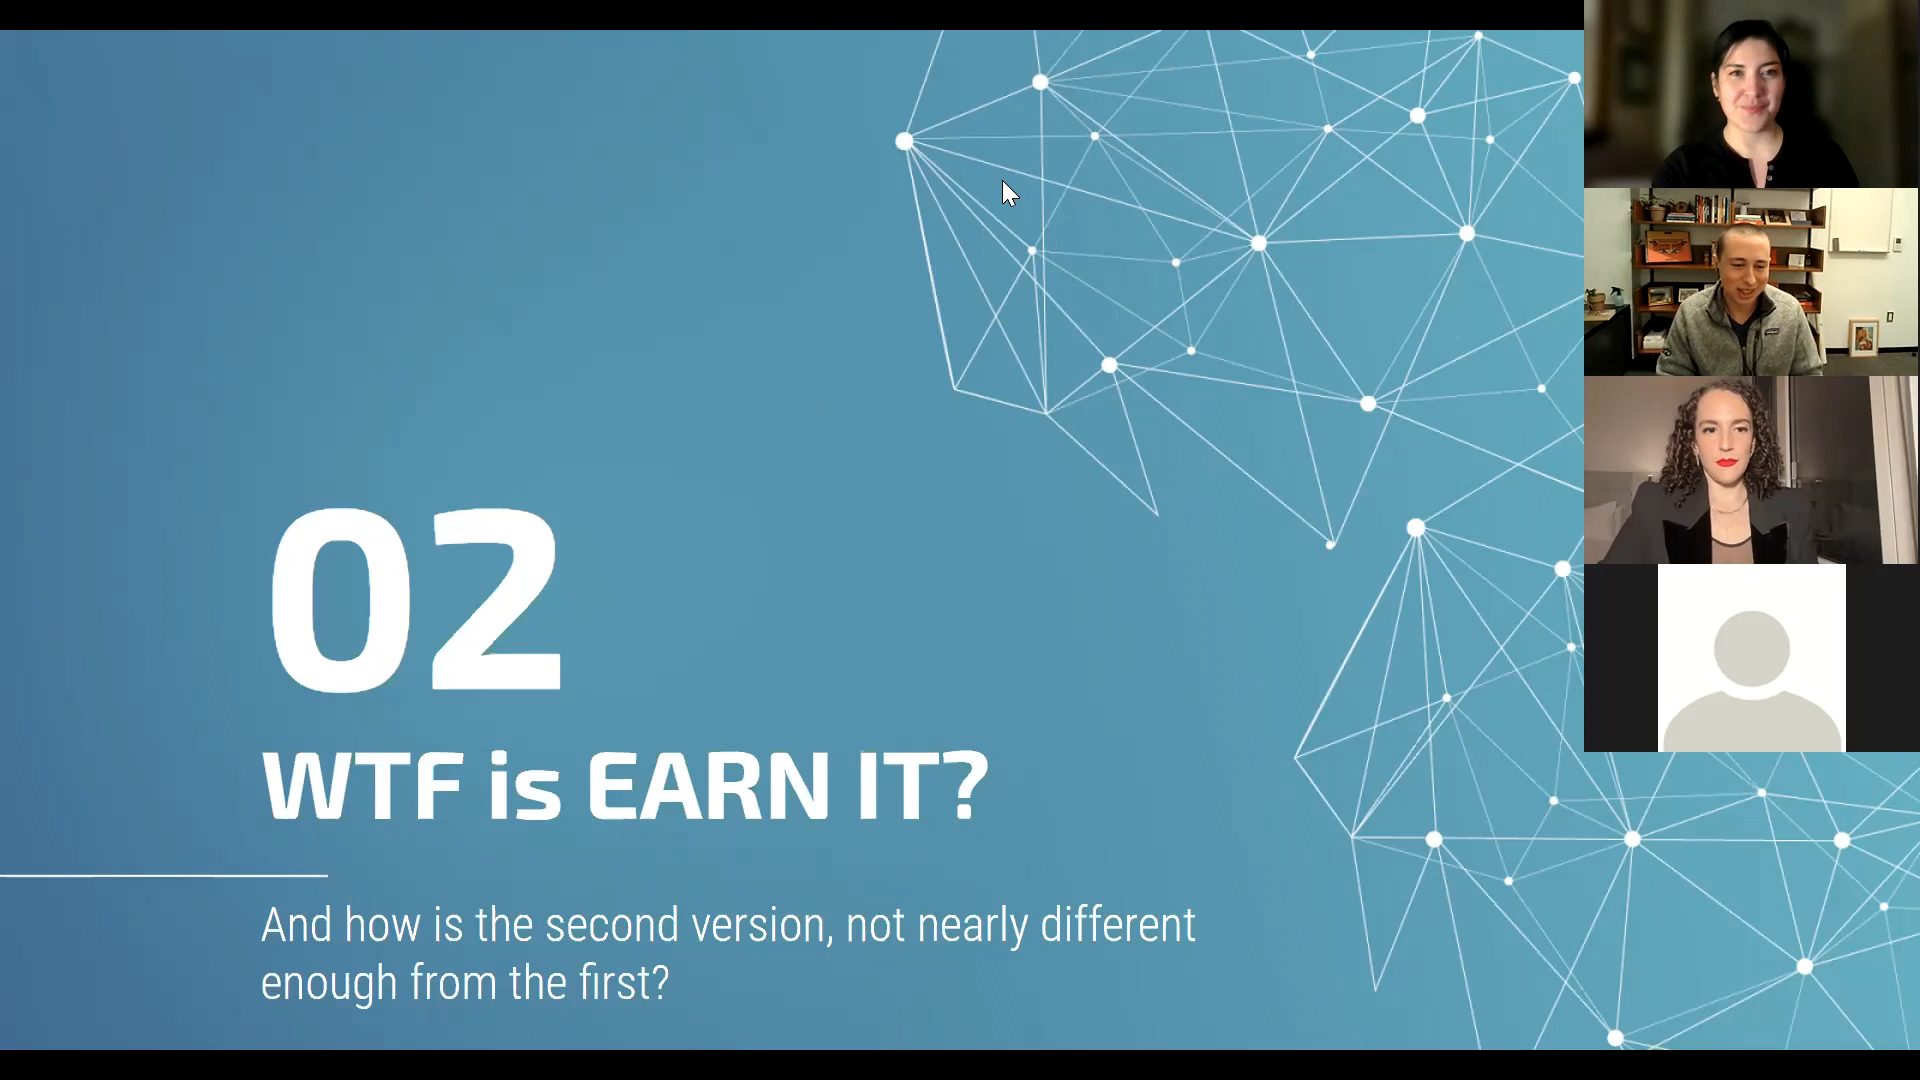 02
WTF is EARN IT?
And how is the second version, not nearly different
enough from the first?